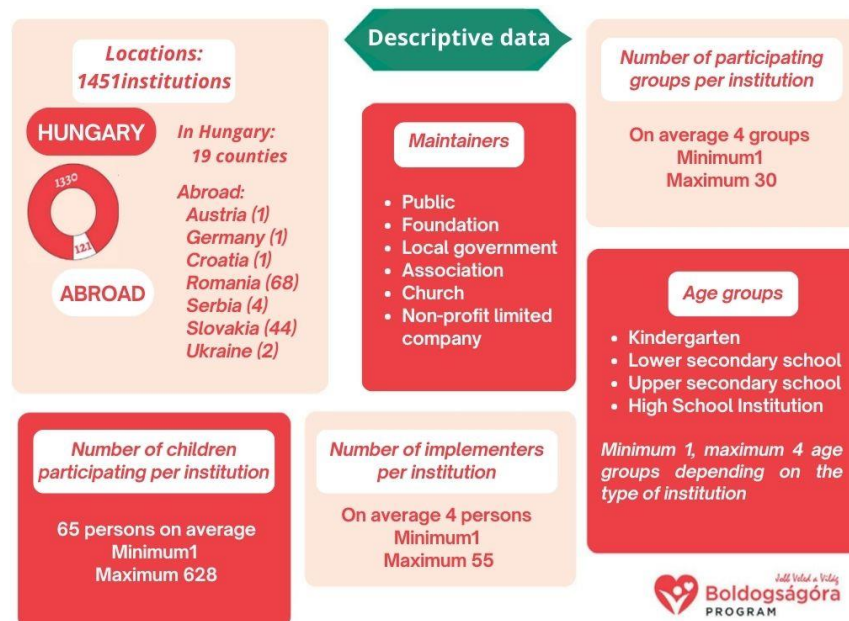 Descriptive data
Locations:
1451institutions
HUNGARY
1330
121
ABROAD
In Hungary:
19 counties
Abroad:
Austria (1)
Germany (1)
Croatia (1)
Romania (68)
Serbia (4)
Slovakia (44)
Ukraine (2)
Maintainers
• Public
• Foundation
• Local government
• Association
• Church
• Non-profit limited
company
Number of participating
groups per institution
On average 4 groups
Minimum1
Maximum 30
Age groups
• Kindergarten
• Lower secondary school
• Upper secondary school
• High School Institution
Minimum 1, maximum 4 age
groups depending on the
type of institution
Number of children
participating per institution
65 persons on average
Minimum1
Maximum 628
Number of implementers
per institution
On average 4 persons
Minimum1
Maximum 55
Jobb Veled a Világ
Boldogságóra
PROGRAM